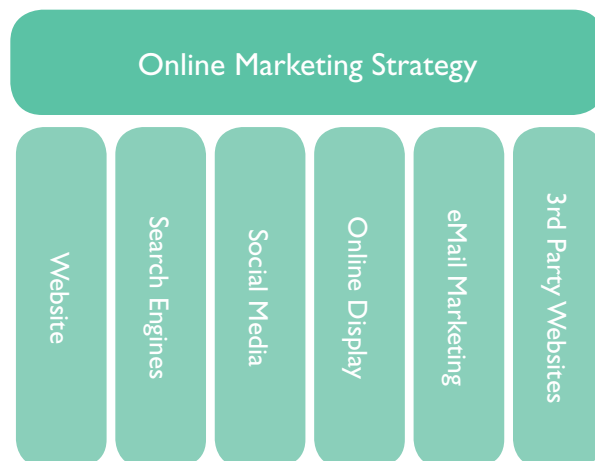 Online Marketing Strategy
Website
Search Engines
Social Media
Online Display
eMail Marketing
3rd Party Websites